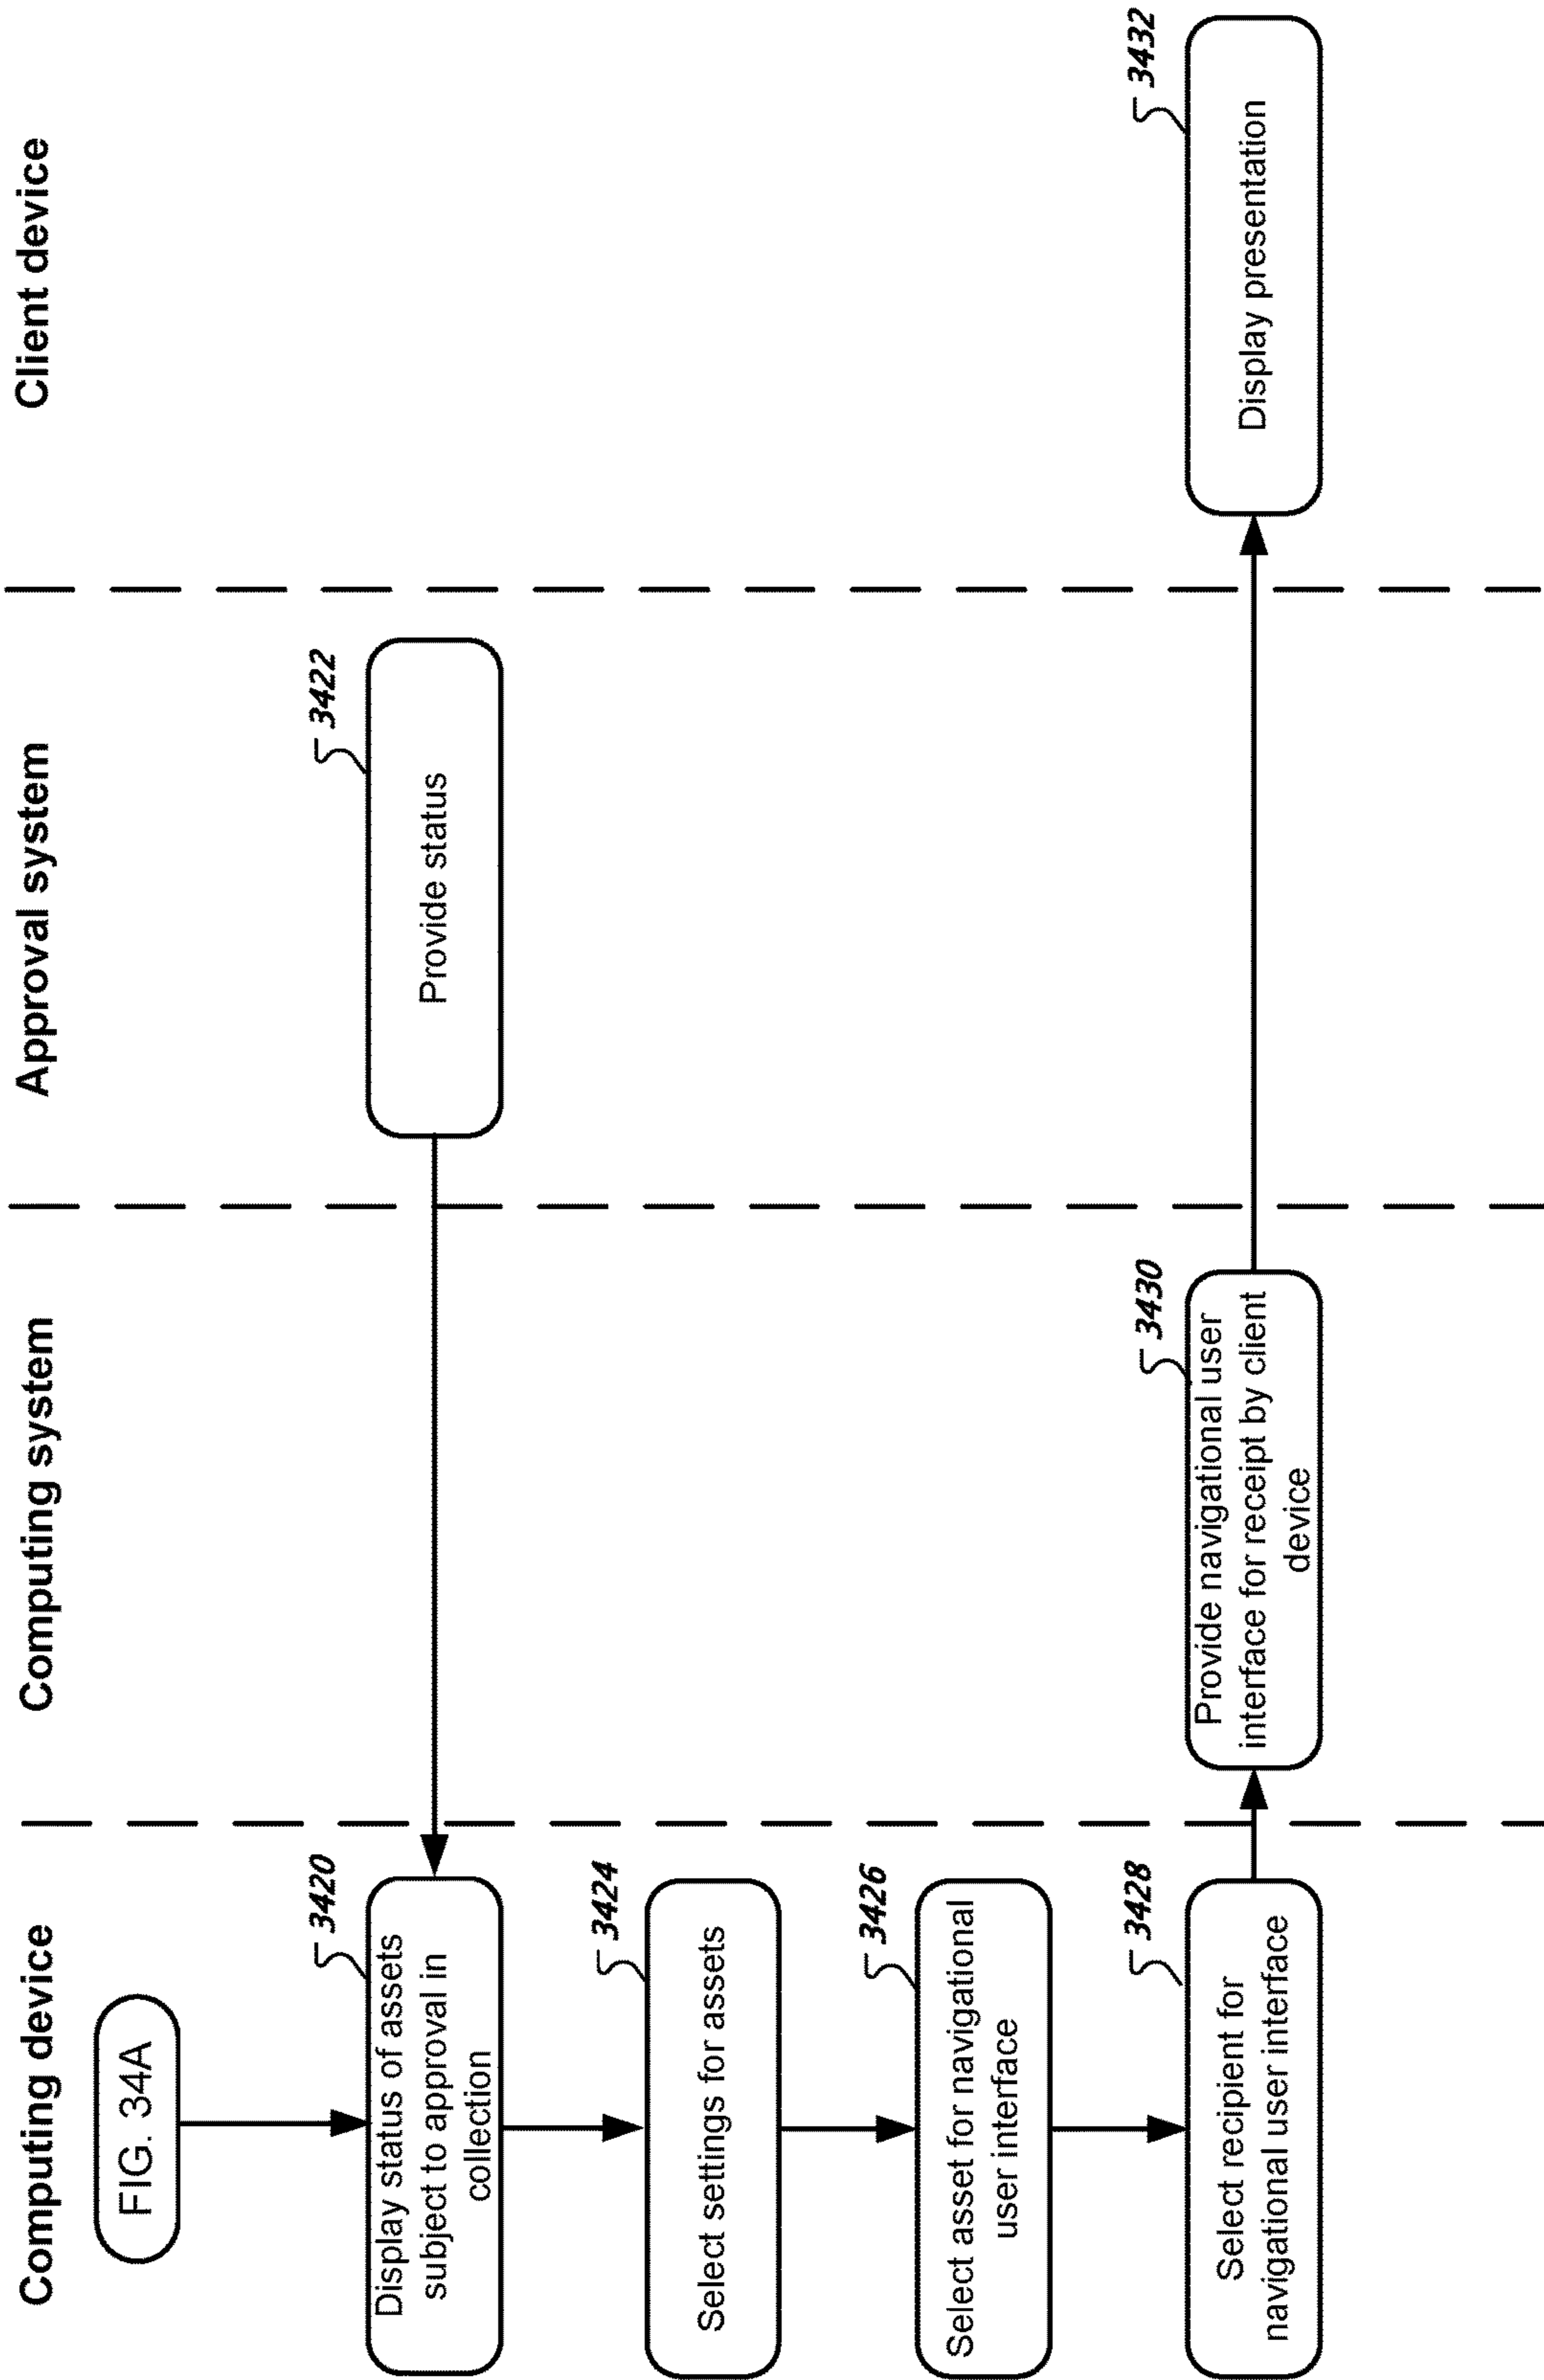 Computing device
Computing system
Approval system
Client device
FIG. 34A
3420
Display status of assets
subject to approval in
collection
3422
Provide status
3424
Select settings for assets
3426
Select asset for navigational
user interface
3428
Select recipient for
navigational user interface
3430
Provide navigational user
interface for receipt by client
device
3432
Display presentation